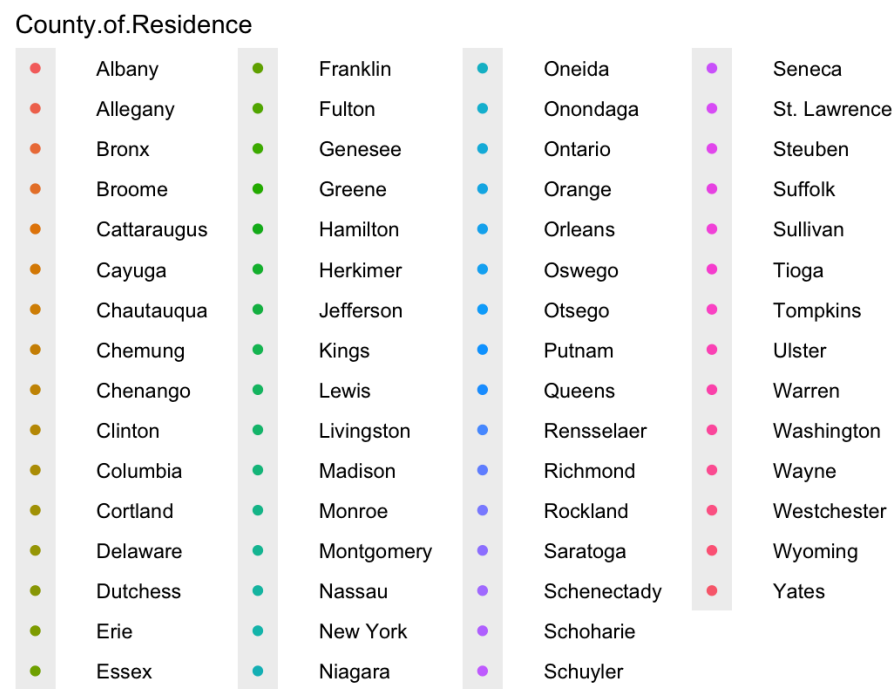 County.of.Residence
Albany
Allegany
Bronx
Broome
Cattaraugus
Cayuga
Chautauqua
Chemung
Chenango
Clinton
Columbia
Cortland
Delaware
Dutchess
Erie
Essex
Franklin
Fulton
Genesee
Greene
Hamilton
Herkimer
Jefferson
Kings
Lewis
Livingston
Madison
Monroe
Montgomery
Nassau
New York
Niagara
Oneida
Onondaga
Ontario
Orange
Orleans
Oswego
Otsego
Putnam
Queens
Rensselaer
Richmond
Rockland
Saratoga
Schenectady
Schoharie
Schuyler
Seneca
St. Lawrence
Steuben
Suffolk
Sullivan
Tioga
Tompkins
Ulster
Warren
Washington
Wayne
Westchester
Wyoming
Yates